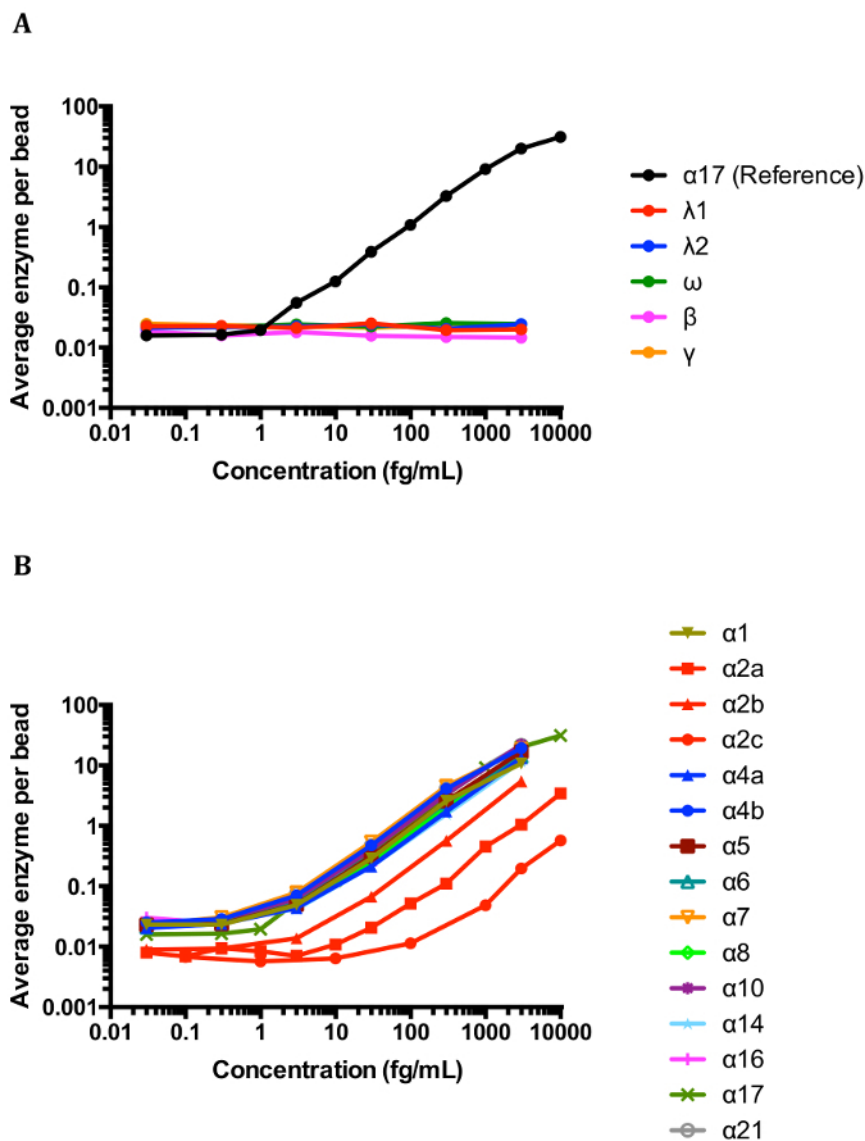 A
Average enzyme per bead
100
10
1
0.1
0.01
0.001
0.01 0.1 1 10 100 1000 10000
Concentration (fg/mL)
α17 (Reference)
λ1
λ2
ω
β
γ
B
Average enzyme per bead
100
10
1
0.1
0.01
0.001
0.01 0.1 1 10 100 1000 10000
Concentration (fg/mL)
α1
α2a
α2b
α2c
α4a
α4b
α5
α6
α7
α8
α10
α14
α16
α17
α21